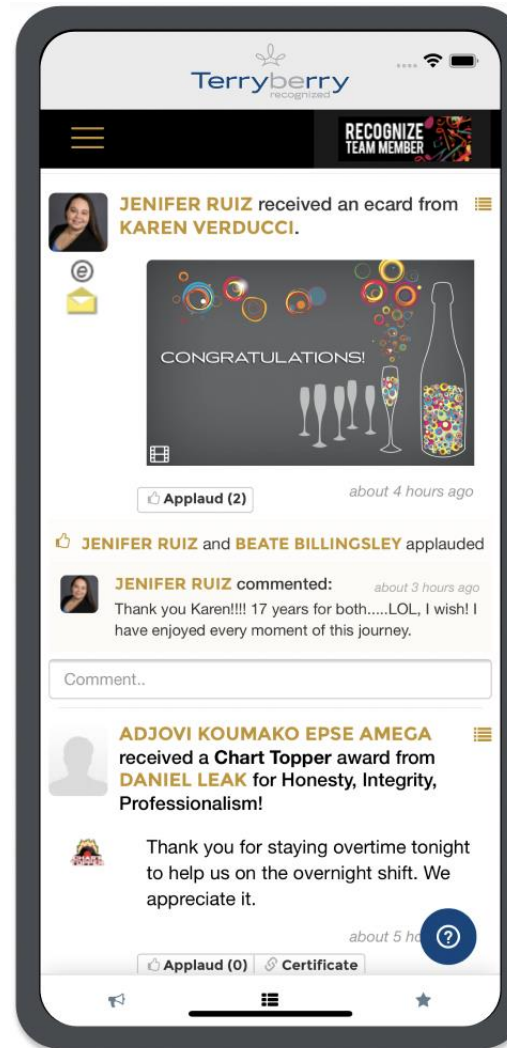 Terryberry
recognized
RECOGNIZE
TEAM MEMBER
JENIFER RUIZ received an ecard from
KAREN VERDUCCI.
CONGRATULATIONS!
Applaud (2)
about 4 hours ago
JENIFER RUIZ and BEATE BILLINGSLEY applauded
JENIFER RUIZ commented:
about 3 hours ago
Thank you Karen!!!! 17 years for both.....LOL, I wish! I
have enjoyed every moment of this journey.
Comment..
ADJOVI KOUMAKO EPSE AMEGA
received a Chart Topper award from
DANIEL LEAK for Honesty, Integrity,
Professionalism!
CHART
TOPPER
Thank you for staying overtime tonight
to help us on the overnight shift. We
appreciate it.
about 5 ho
Applaud (0) Certificate